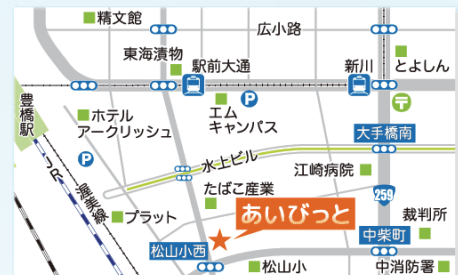 精文館
広小路
東海漬物
駅前大通
新川
とよしん
豊橋駅
P
エム
キャンパス
ホテル
アークリッシュ
大手橋南
P
水上ビル
江崎病院
JR
渥美線
たばこ産業
259
プラット
あいびっと
中柴町
裁判所
松山小西
松山小
中消防署